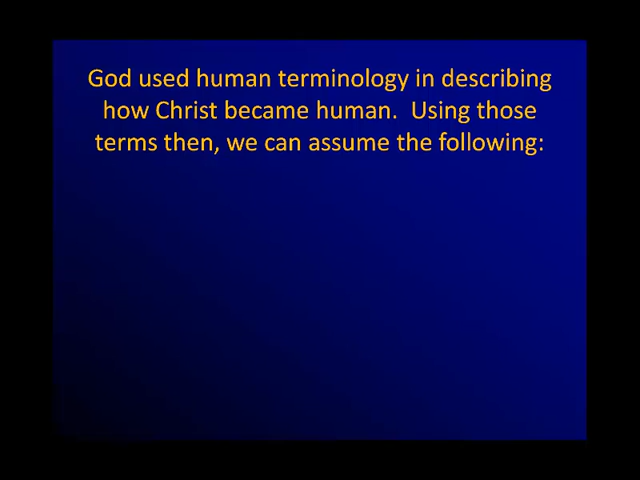 God used human terminology in describing
how Christ became human.  Using those
terms then, we can assume the following: